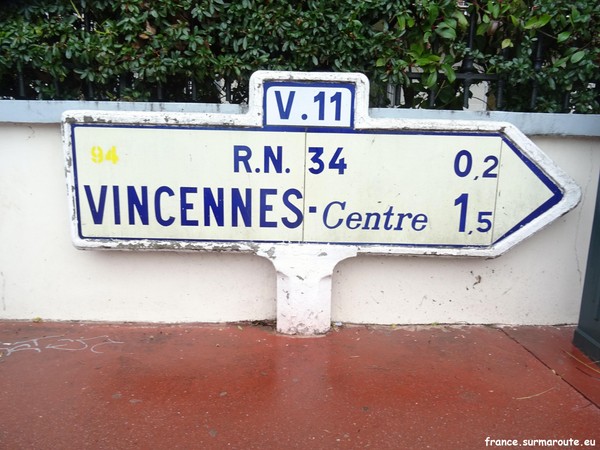 V.11
94
R.N. 34 0,2
VINCENNES-Centre 1,5
france.surmaroute.eu